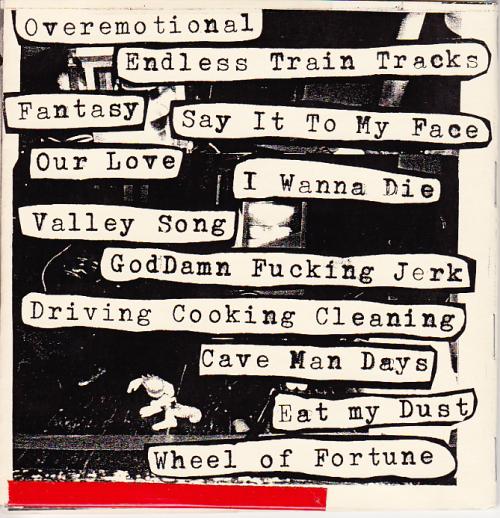 Overemotional
Endless Train Tracks
Fantasy
Say It To My Face
Our Love
I Wanna Die
Valley Song
GodDamn Fucking Jerk
Driving Cooking Cleaning
Cave Man Days
Eat my Dust
Wheel of Fortune